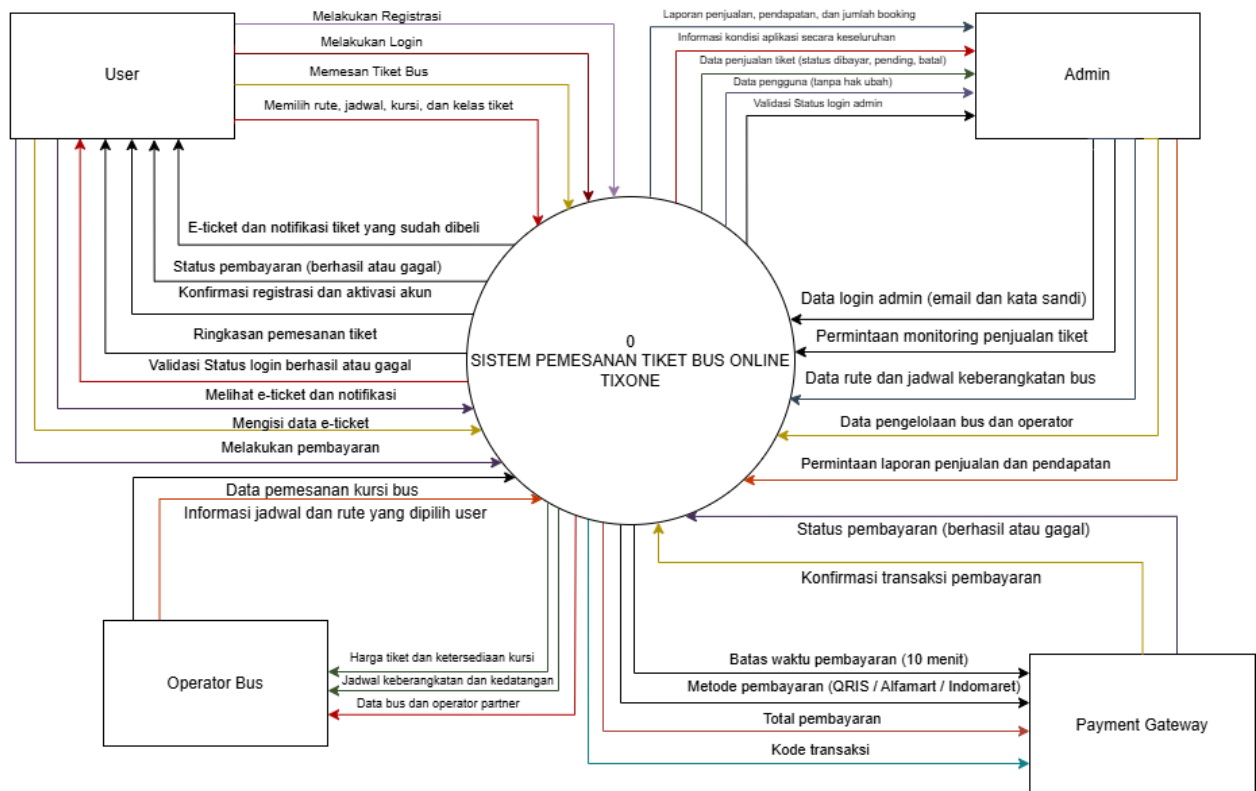 Melakukan Registrasi
Melakukan Login
User
Memesan Tiket Bus
Memilih rute, jadwal, kursi, dan kelas tiket
Laporan penjualan, pendapatan, dan jumlah booking
Informasi kondisi aplikasi secara keseluruhan
Data penjualan tiket (status dibayar, pending, batal)
Data pengguna (tanpa hak ubah)
Validasi Status login admin
Admin
E-ticket dan notifikasi tiket yang sudah dibeli
Status pembayaran (berhasil atau gagal)
Konfirmasi registrasi dan aktivasi akun
Ringkasan pemesanan tiket
Validasi Status login berhasil atau gagal
Melihat e-ticket dan notifikasi
Mengisi data e-ticket
Melakukan pembayaran
0
SISTEM PEMESANAN TIKET BUS ONLINE
TIXONE
Data login admin (email dan kata sandi)
Permintaan monitoring penjualan tiket
Data rute dan jadwal keberangkatan bus
Data pengelolaan bus dan operator
Permintaan laporan penjualan dan pendapatan
Data pemesanan kursi bus
Informasi jadwal dan rute yang dipilih user
Status pembayaran (berhasil atau gagal)
Konfirmasi transaksi pembayaran
Operator Bus
Harga tiket dan ketersediaan kursi
Jadwal keberangkatan dan kedatangan
Data bus dan operator partner
Batas waktu pembayaran (10 menit)
Metode pembayaran (QRIS / Alfamart / Indomaret)
Total pembayaran
Kode transaksi
Payment Gateway